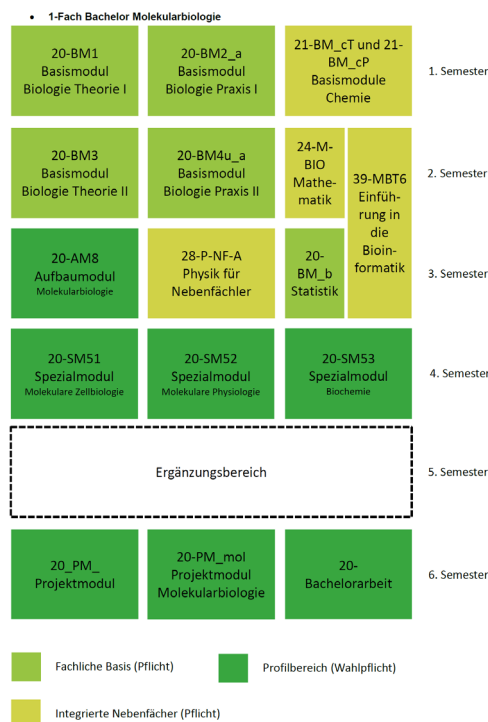 • 1-Fach Bachelor Molekularbiologie
20-BM1
Basismodul
Biologie Theorie I
20-BM2_a
Basismodul
Biologie Praxis I
21-BM_cT und 21-
BM_cP
Basismodule
Chemie
1. Semester
20-BM3
Basismodul
Biologie Theorie II
20-BM4u_a
Basismodul
Biologie Praxis II
24-M-
BIO
Mathe-
matik
39-MBT6
Einfüh-
rung in
die
Bioin-
formatik
2. Semester
20-AM8
Aufbaumodul
Molekularbiologie
28-P-NF-A
Physik für
Nebenfächler
20-
BM_b
Statistik
3. Semester
20-SM51
Spezialmodul
Molekulare Zellbiologie
20-SM52
Spezialmodul
Molekulare Physiologie
20-SM53
Spezialmodul
Biochemie
4. Semester
Ergänzungsbereich
5. Semester
20_PM_
Projektmodul
20-PM_mol
Projektmodul
Molekularbiologie
20-
Bachelorarbeit
6. Semester
Fachliche Basis (Pflicht)
Profilbereich (Wahlpflicht)
Integrierte Nebenfächer (Pflicht)